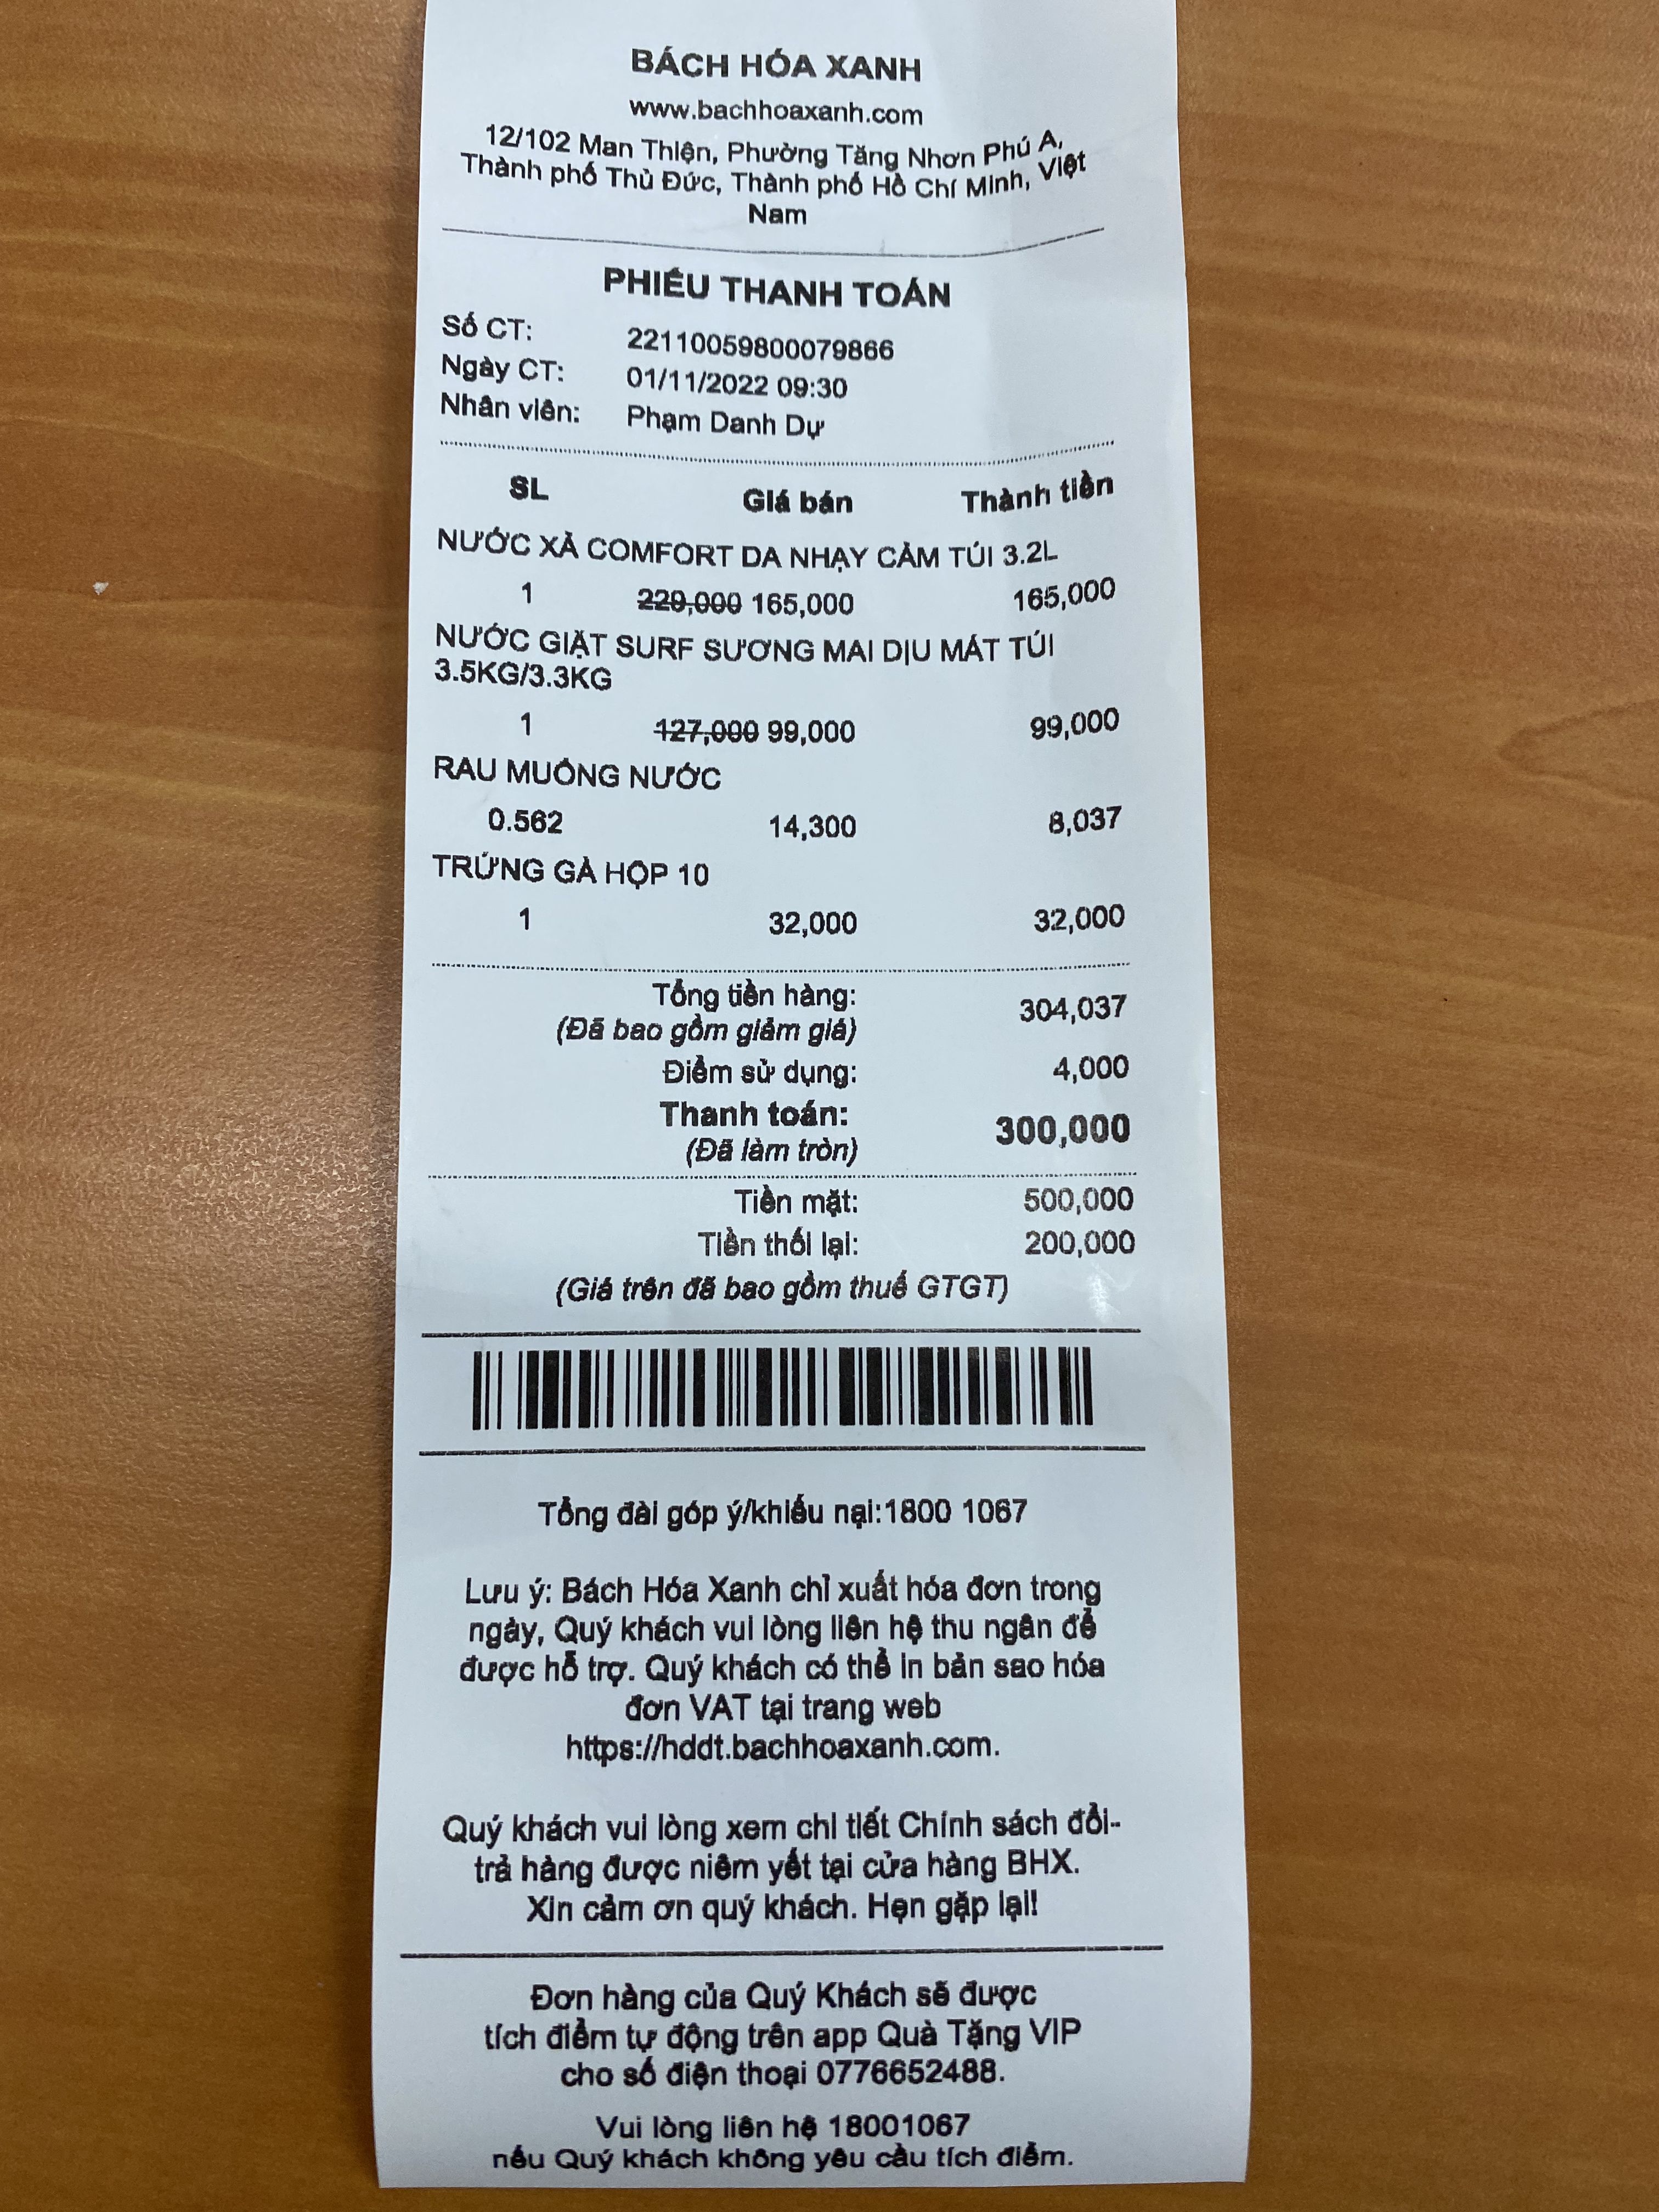 BÁCH HÓA XANH
www.bachhoaxanh.com
12/102 Man Thiện, Phường Tăng Nhơn Phú A,
Thành phố Thủ Đức, Thành phố Hồ Chí Minh, Việt
Nam
PHIẾU THANH TOÁN
Số CT: 22110059800079866
Ngày CT: 01/11/2022 09:30
Nhân viên: Phạm Danh Dự
SL Giá bán Thành tiền
NƯỚC XẢ COMFORT DA NHẠY CẢM TÚI 3.2L
1 229,000 165,000 165,000
NƯỚC GIẶT SURF SƯƠNG MAI DỊU MÁT TÚI
3.5KG/3.3KG
1 127,000 99,000 99,000
RAU MUỐNG NƯỚC
0.562 14,300 8,037
TRỨNG GÀ HỘP 10
1 32,000 32,000
Tổng tiền hàng: 304,037
(Đã bao gồm giảm giá)
Điểm sử dụng: 4,000
Thanh toán: 300,000
(Đã làm tròn)
Tiền mặt: 500,000
Tiền thối lại: 200,000
(Giá trên đã bao gồm thuế GTGT)
Tổng đài góp ý/khiếu nại:1800 1067
Lưu ý: Bách Hóa Xanh chỉ xuất hóa đơn trong
ngày, Quý khách vui lòng liên hệ thu ngân để
được hỗ trợ. Quý khách có thể in bản sao hóa
đơn VAT tại trang web
https://hddt.bachhoaxanh.com.
Quý khách vui lòng xem chi tiết Chính sách đổi-
trả hàng được niêm yết tại cửa hàng BHX.
Xin cảm ơn quý khách. Hẹn gặp lại!
Đơn hàng của Quý Khách sẽ được
tích điểm tự động trên app Quà Tặng VIP
cho số điện thoại 0776652488.
Vui lòng liên hệ 18001067
nếu Quý khách không yêu cầu tích điểm.